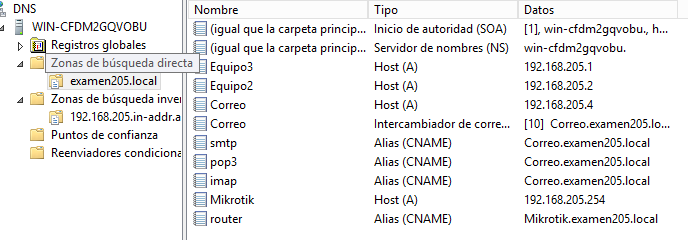 DNS
WIN-CFDM2GQVOBU
Registros globales
Zonas de búsqueda directa
examen205.local
Zonas de búsqueda inver
192.168.205.in-addr.a
Puntos de confianza
Reenviadores condiciona
Nombre Tipo Datos
(igual que la carpeta princip... Inicio de autoridad (SOA) [1], win-cfdm2gqvobu., h...
(igual que la carpeta princip... Servidor de nombres (NS) win-cfdm2gqvobu.
Equipo3 Host (A) 192.168.205.1
Equipo2 Host (A) 192.168.205.2
Correo Host (A) 192.168.205.4
Correo Intercambiador de corre... [10] Correo.examen205.lo...
smtp Alias (CNAME) Correo.examen205.local
pop3 Alias (CNAME) Correo.examen205.local
imap Alias (CNAME) Correo.examen205.local
Mikrotik Host (A) 192.168.205.254
router Alias (CNAME) Mikrotik.examen205.local